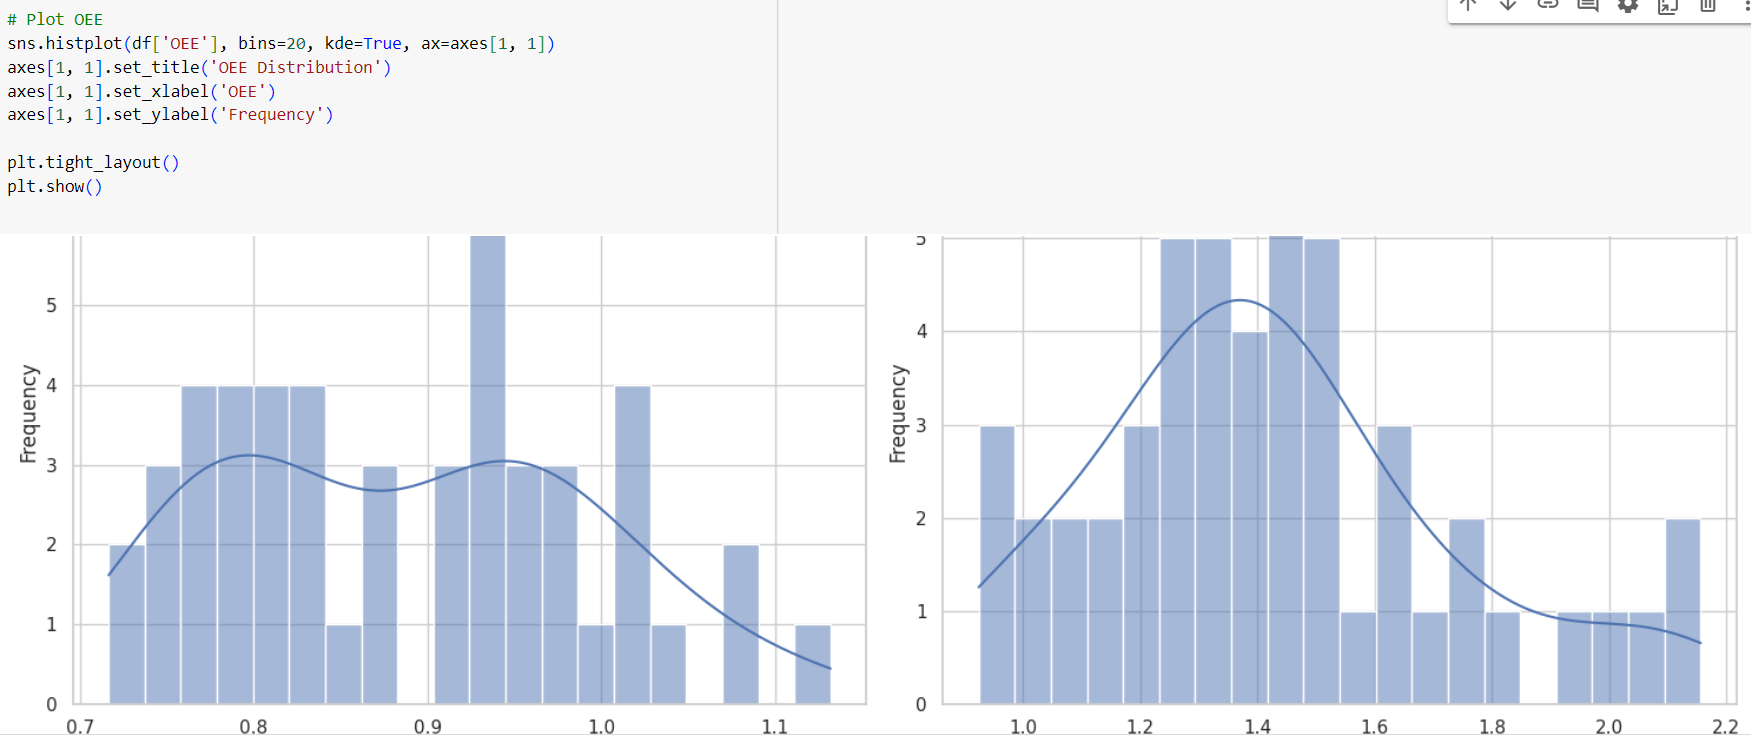 # Plot OEE
sns.histplot(df['OEE'], bins=20, kde=True, ax=axes[1, 1])
axes[1, 1].set_title('OEE Distribution')
axes[1, 1].set_xlabel('OEE')
axes[1, 1].set_ylabel('Frequency')
plt.tight_layout()
plt.show()
5
4
3
2
1
0
Frequency
0.7 0.8 0.9 1.0 1.1
5
4
3
2
1
0
Frequency
1.0 1.2 1.4 1.6 1.8 2.0 2.2